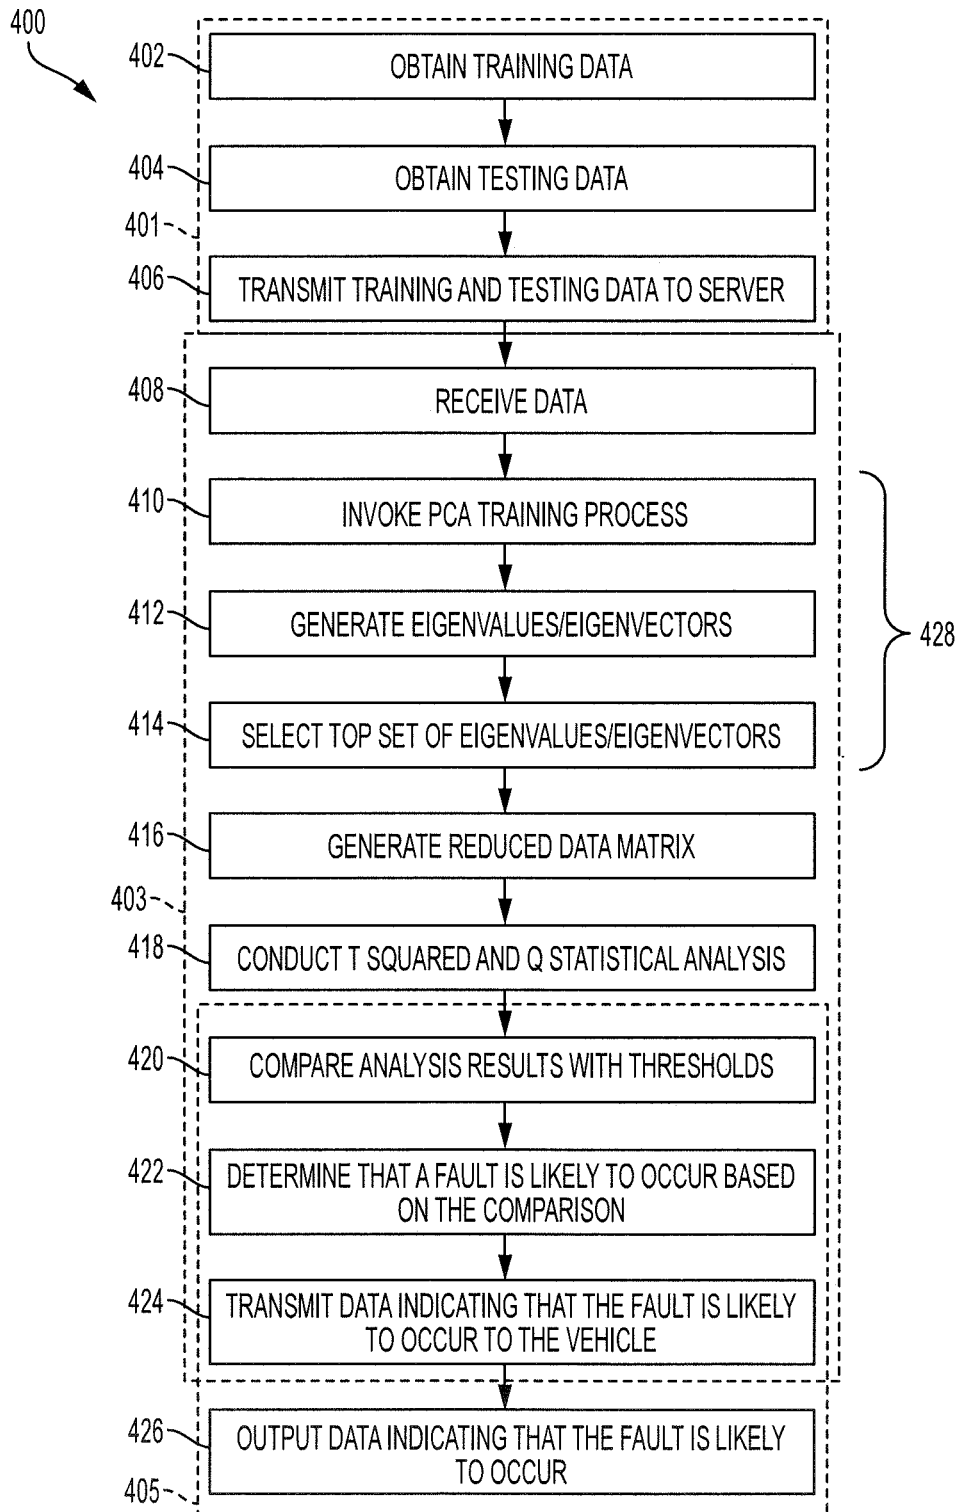 400
402
OBTAIN TRAINING DATA
404
OBTAIN TESTING DATA
401
406
TRANSMIT TRAINING AND TESTING DATA TO SERVER
408
RECEIVE DATA
410
INVOKE PCA TRAINING PROCESS
412
GENERATE EIGENVALUES/EIGENVECTORS
428
414
SELECT TOP SET OF EIGENVALUES/EIGENVECTORS
416
GENERATE REDUCED DATA MATRIX
403
418
CONDUCT T SQUARED AND Q STATISTICAL ANALYSIS
420
COMPARE ANALYSIS RESULTS WITH THRESHOLDS
422
DETERMINE THAT A FAULT IS LIKELY TO OCCUR BASED
ON THE COMPARISON
424
TRANSMIT DATA INDICATING THAT THE FAULT IS LIKELY
TO OCCUR TO THE VEHICLE
426
OUTPUT DATA INDICATING THAT THE FAULT IS LIKELY
TO OCCUR
405